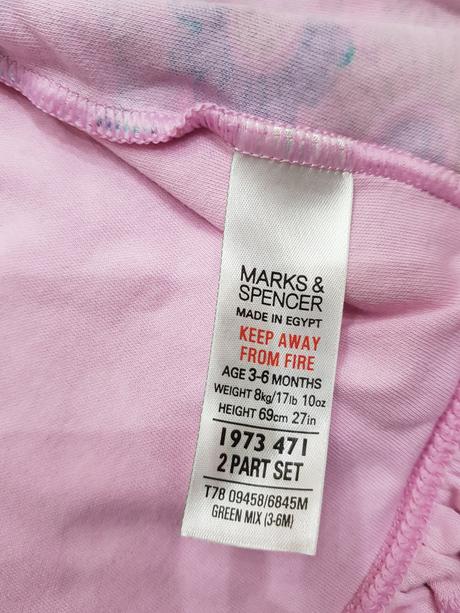 MARKS &
SPENCER
MADE IN EGYPT
KEEP AWAY
FROM FIRE
AGE 3-6 MONTHS
WEIGHT 8kg/17lb 10oz
HEIGHT 69cm 27in
1973 471
2 PART SET
T78 09458/6845M
GREEN MIX (3-6M)